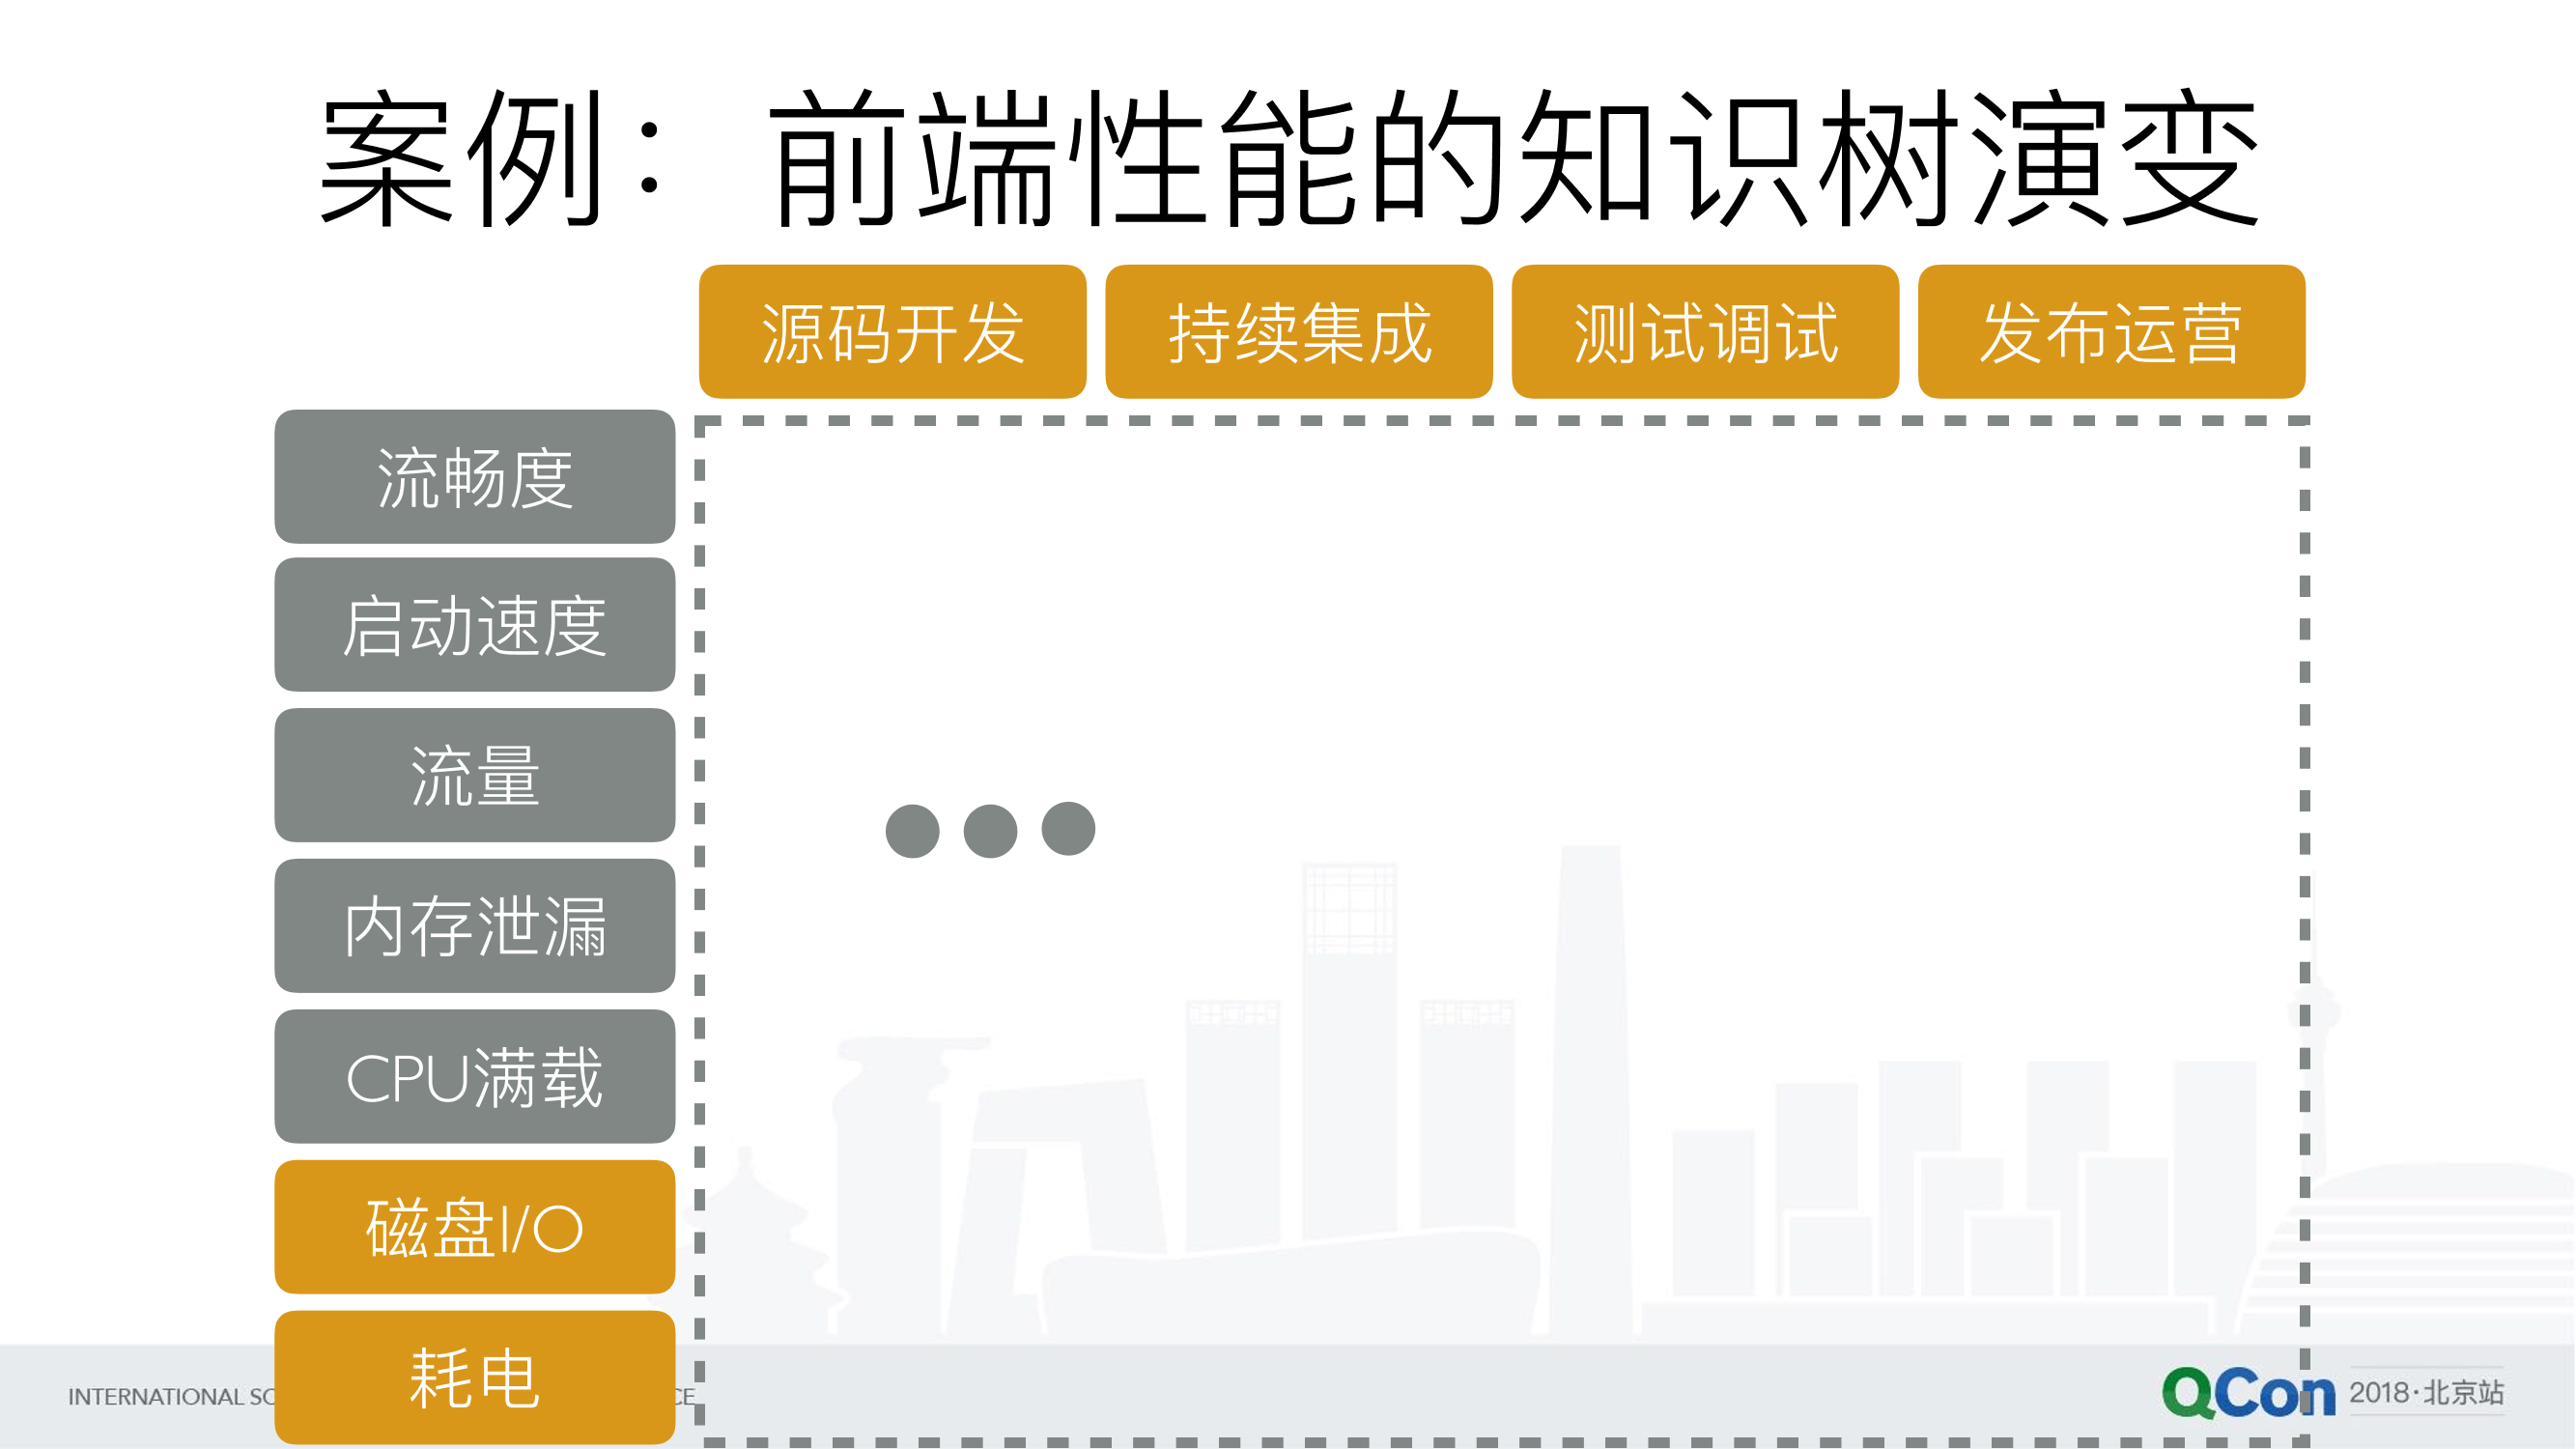 案例：前端性能的知识树演变
源码开发 持续集成 测试调试 发布运营
流畅度
启动速度
流量
内存泄漏
CPU满载
磁盘I/O
耗电
INTERNATIONAL
QCon 2018·北京站